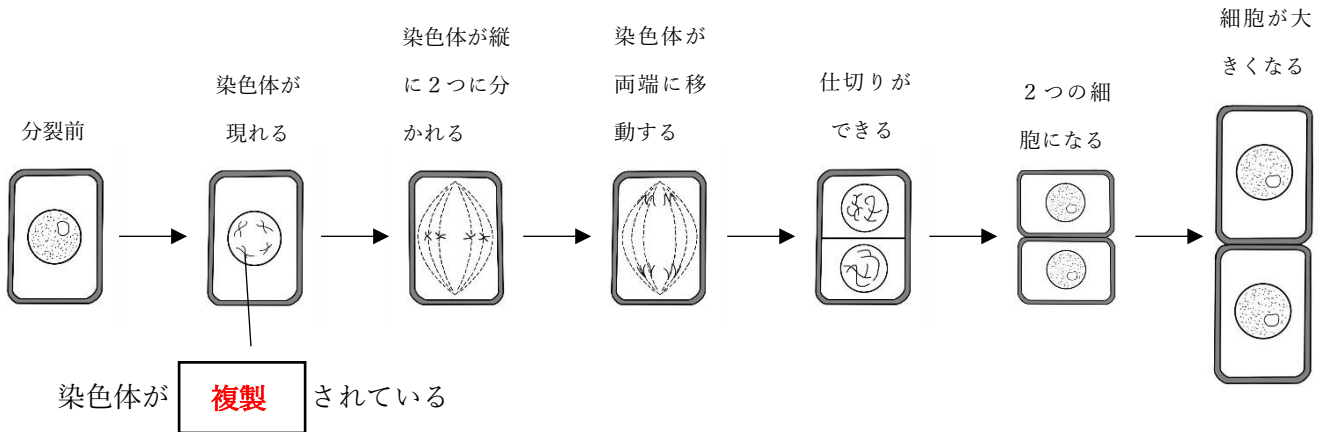 分裂前
染色体が
現れる
染色体が縦
に２つに分
かれる
染色体が
両端に移
動する
仕切りが
できる
２つの細
胞になる
細胞が大
きくなる
染色体が 複製 されている